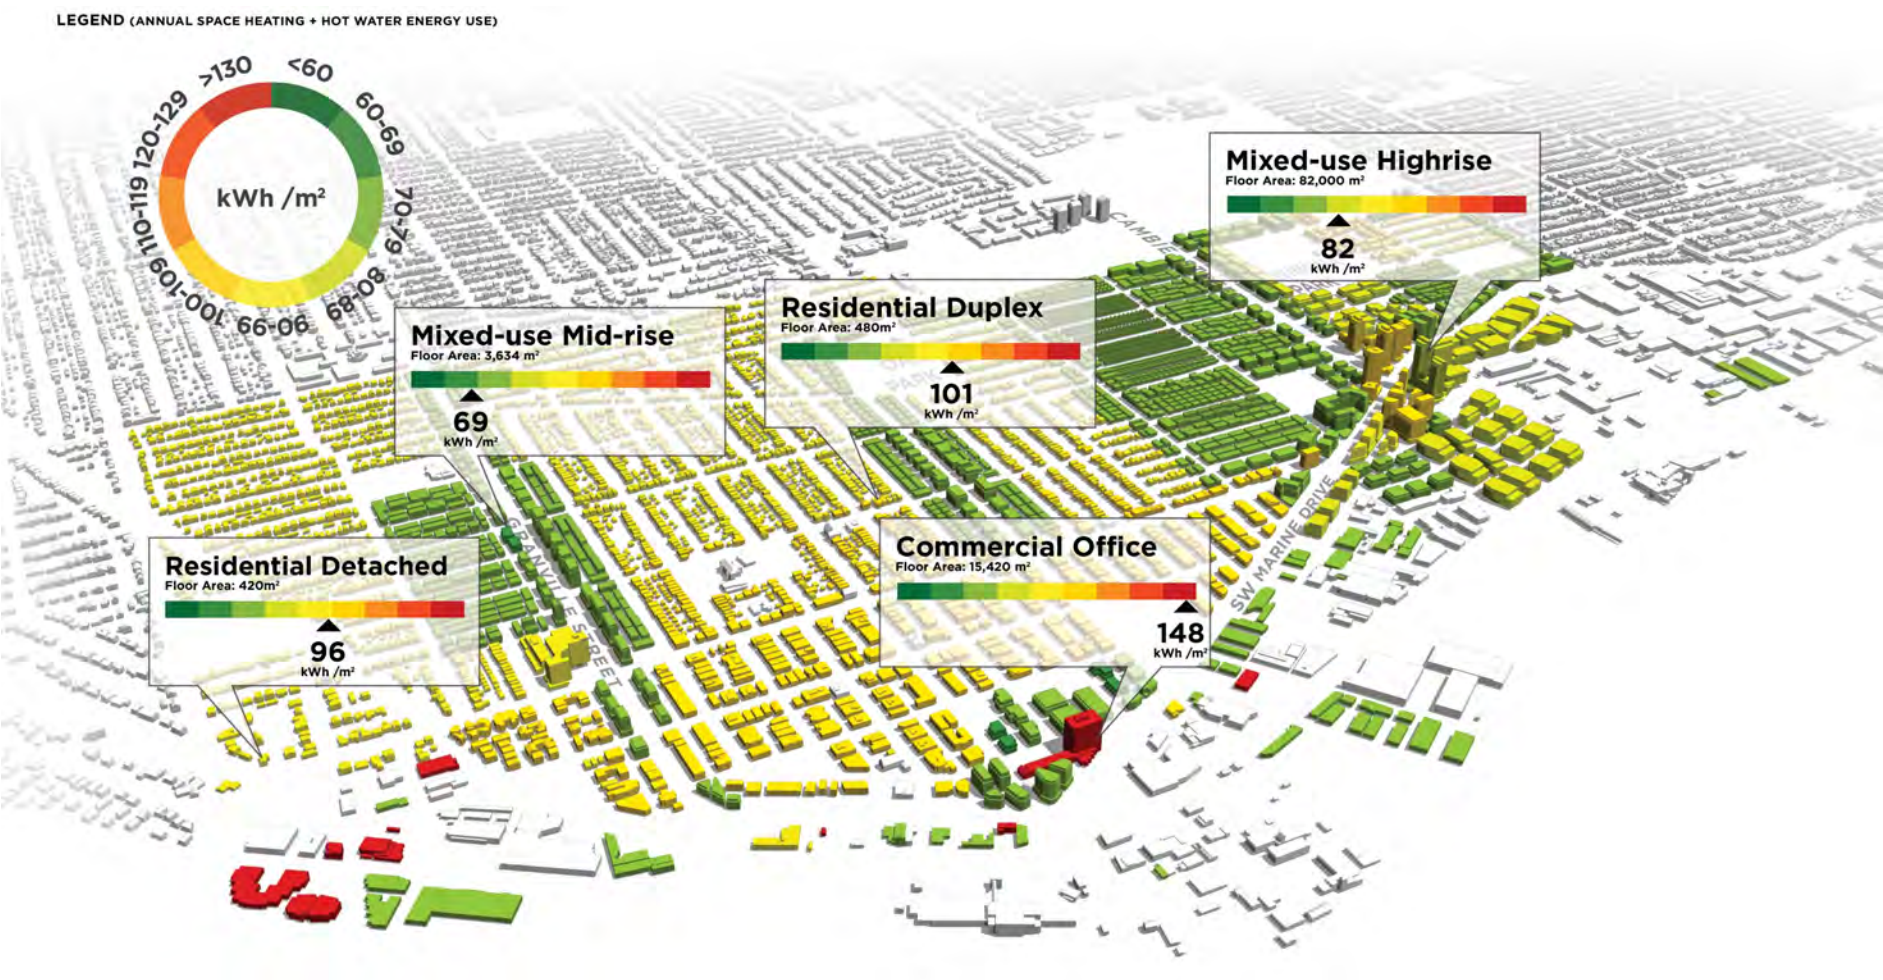 LEGEND (ANNUAL SPACE HEATING + HOT WATER ENERGY USE)
>130
<60
60-69
70-79
80-89
90-99
100-109
110-119
120-129
kWh /m²
Mixed-use Highrise
Floor Area: 82,000 m²
82
kWh /m²
CAMBIE
OAK STREET
Residential Duplex
Floor Area: 480m²
101
kWh /m²
PARK
Mixed-use Mid-rise
Floor Area: 3,634 m²
69
kWh /m²
GRANVILLE STREET
SW MARINE DRIVE
Commercial Office
Floor Area: 15,420 m²
148
kWh /m²
Residential Detached
Floor Area: 420m²
96
kWh /m²